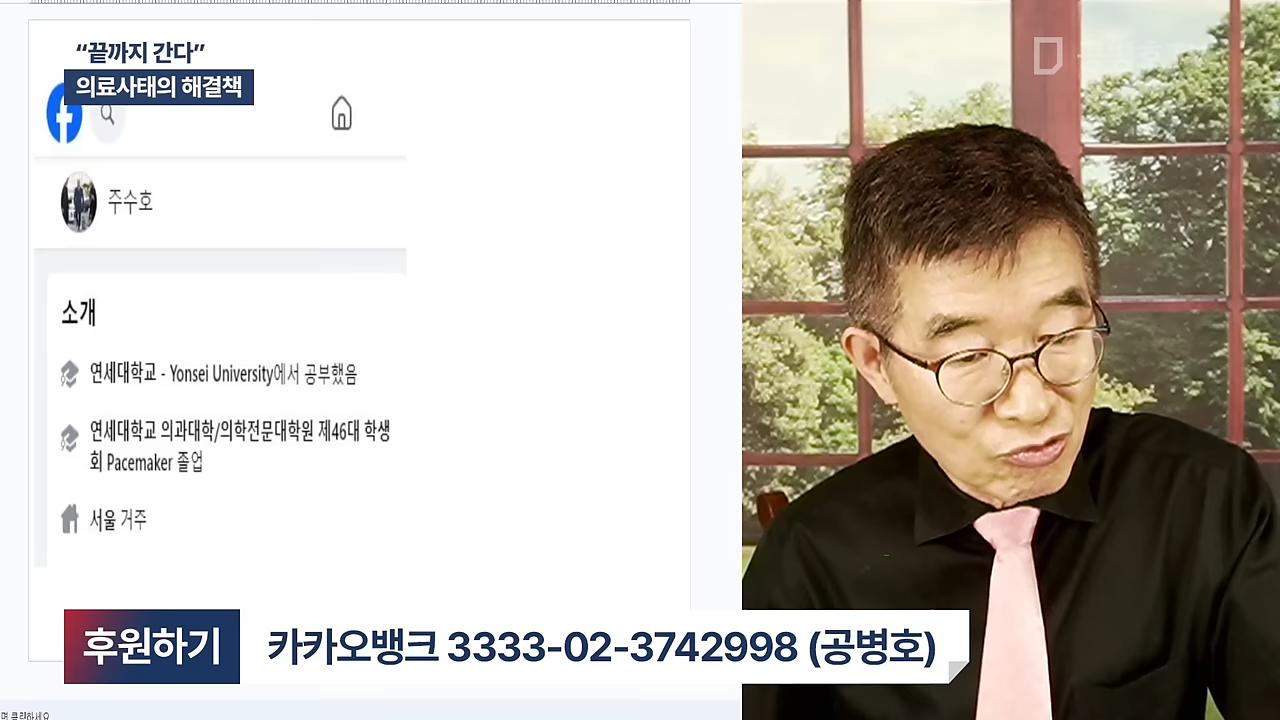 “끝까지 간다”
의료사태의 해결책
주수호
소개
연세대학교 - Yonsei University에서 공부했음
연세대학교 의과대학/의학전문대학원 제46대 학생
회 Pacemaker 졸업
서울 거주
후원하기
카카오뱅크 3333-02-3742998 (공병호)